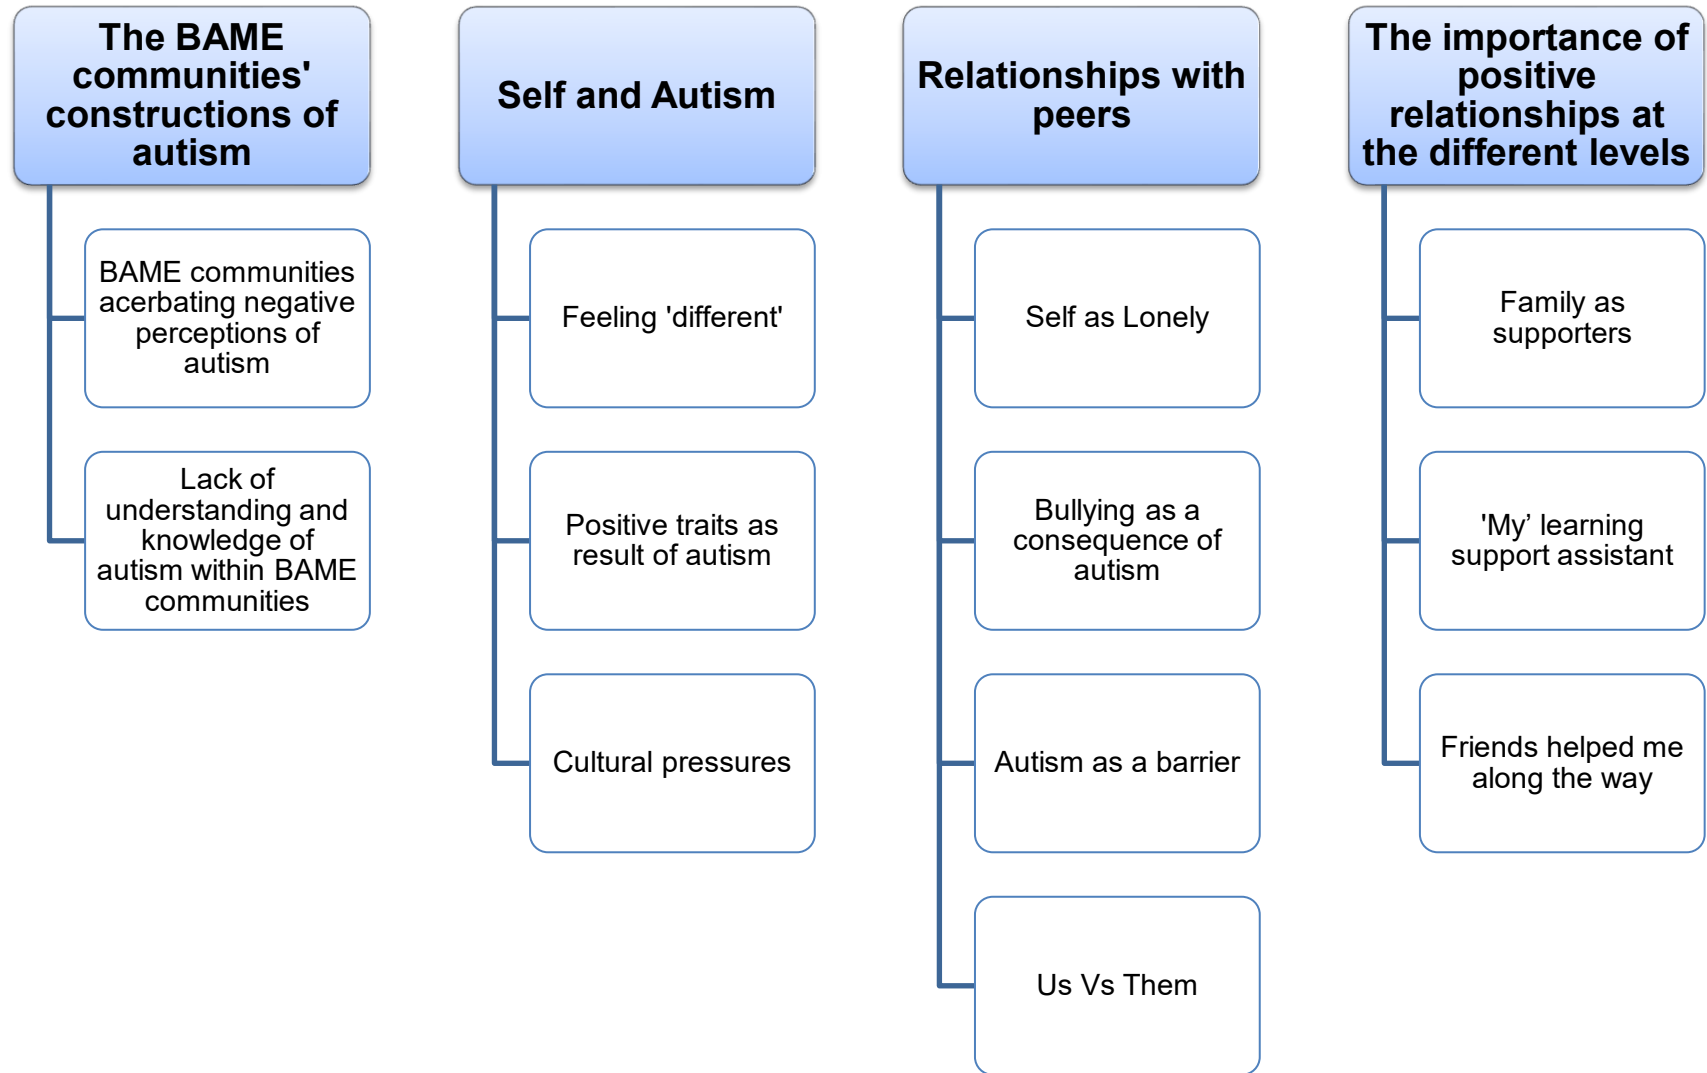 The BAME
communities'
constructions of
autism
BAME communities
acerbating negative
perceptions of
autism
Lack of
understanding and
knowledge of
autism within BAME
communities
Self and Autism
Feeling 'different'
Positive traits as
result of autism
Cultural pressures
Relationships with
peers
Self as Lonely
Bullying as a
consequence of
autism
Autism as a barrier
Us Vs Them
The importance of
positive
relationships at
the different levels
Family as
supporters
'My’ learning
support assistant
Friends helped me
along the way